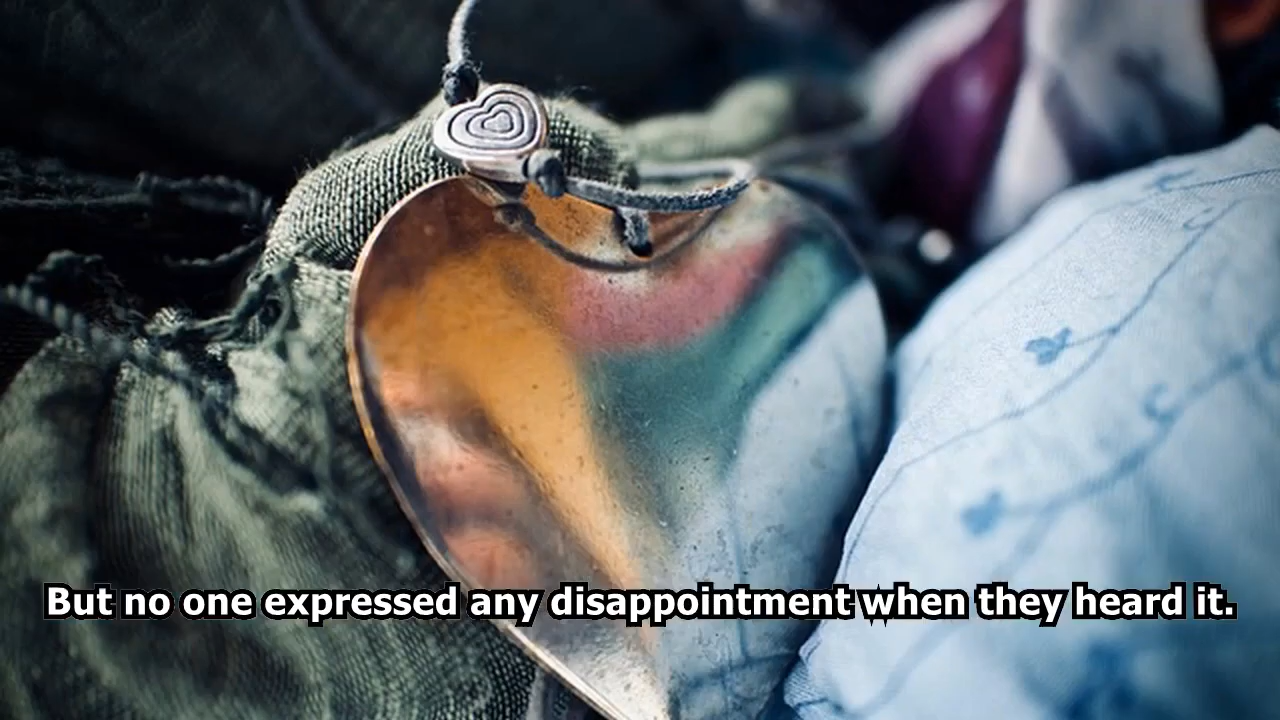 But no one expressed any disappointment when they heard it.